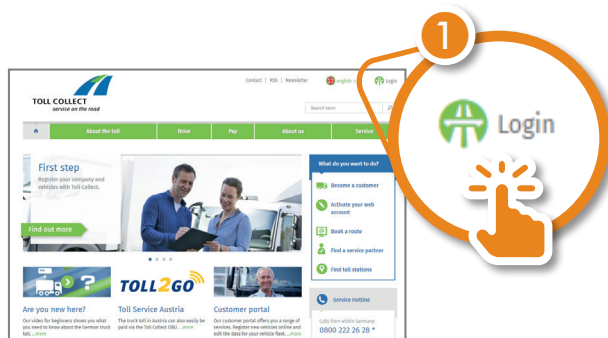 1
Login
Contact | RSS | Newsletter
english
Login
TOLL COLLECT
service on the road
Search term
About the toll
Drive
Pay
About us
Service
First step
Register your company and
vehicles with Toll Collect.
Find out more
What do you want to do?
Become a customer
Activate your web
account
Book a route
Find a service partner
Find toll stations
?
TOLL2GO
Are you new here?
Our video for beginners shows you what
you need to know about the German truck
toll. ...more
Toll Service
Austria
The truck toll in Austria can also easily be
paid via the Toll Collect OBU. ...more
Customer portal
Our customer portal offers you a range of
services. Register new vehicles online and
edit the data for your vehicle fleet. ...more
Service hotline
Calls from within Germany:
0800 222 26 28 *